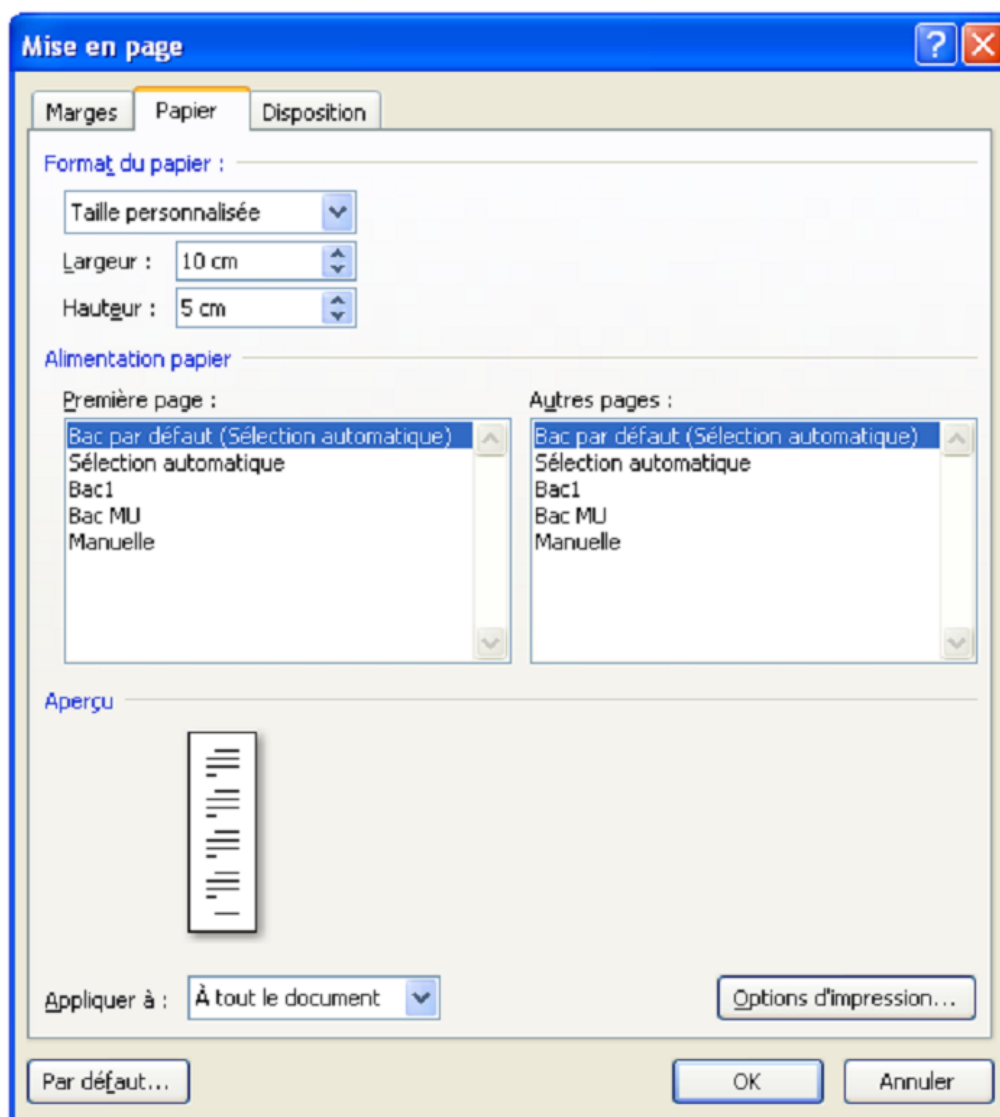 Mise en page
Marges Papier Disposition
Format du papier :
Taille personnalisée
Largeur : 10 cm
Hauteur : 5 cm
Alimentation papier
Première page :
Bac par défaut (Sélection automatique)
Sélection automatique
Bac1
Bac MU
Manuelle
Autres pages :
Bac par défaut (Sélection automatique)
Sélection automatique
Bac1
Bac MU
Manuelle
Aperçu
Appliquer à : À tout le document
Options d'impression...
Par défaut... OK Annuler